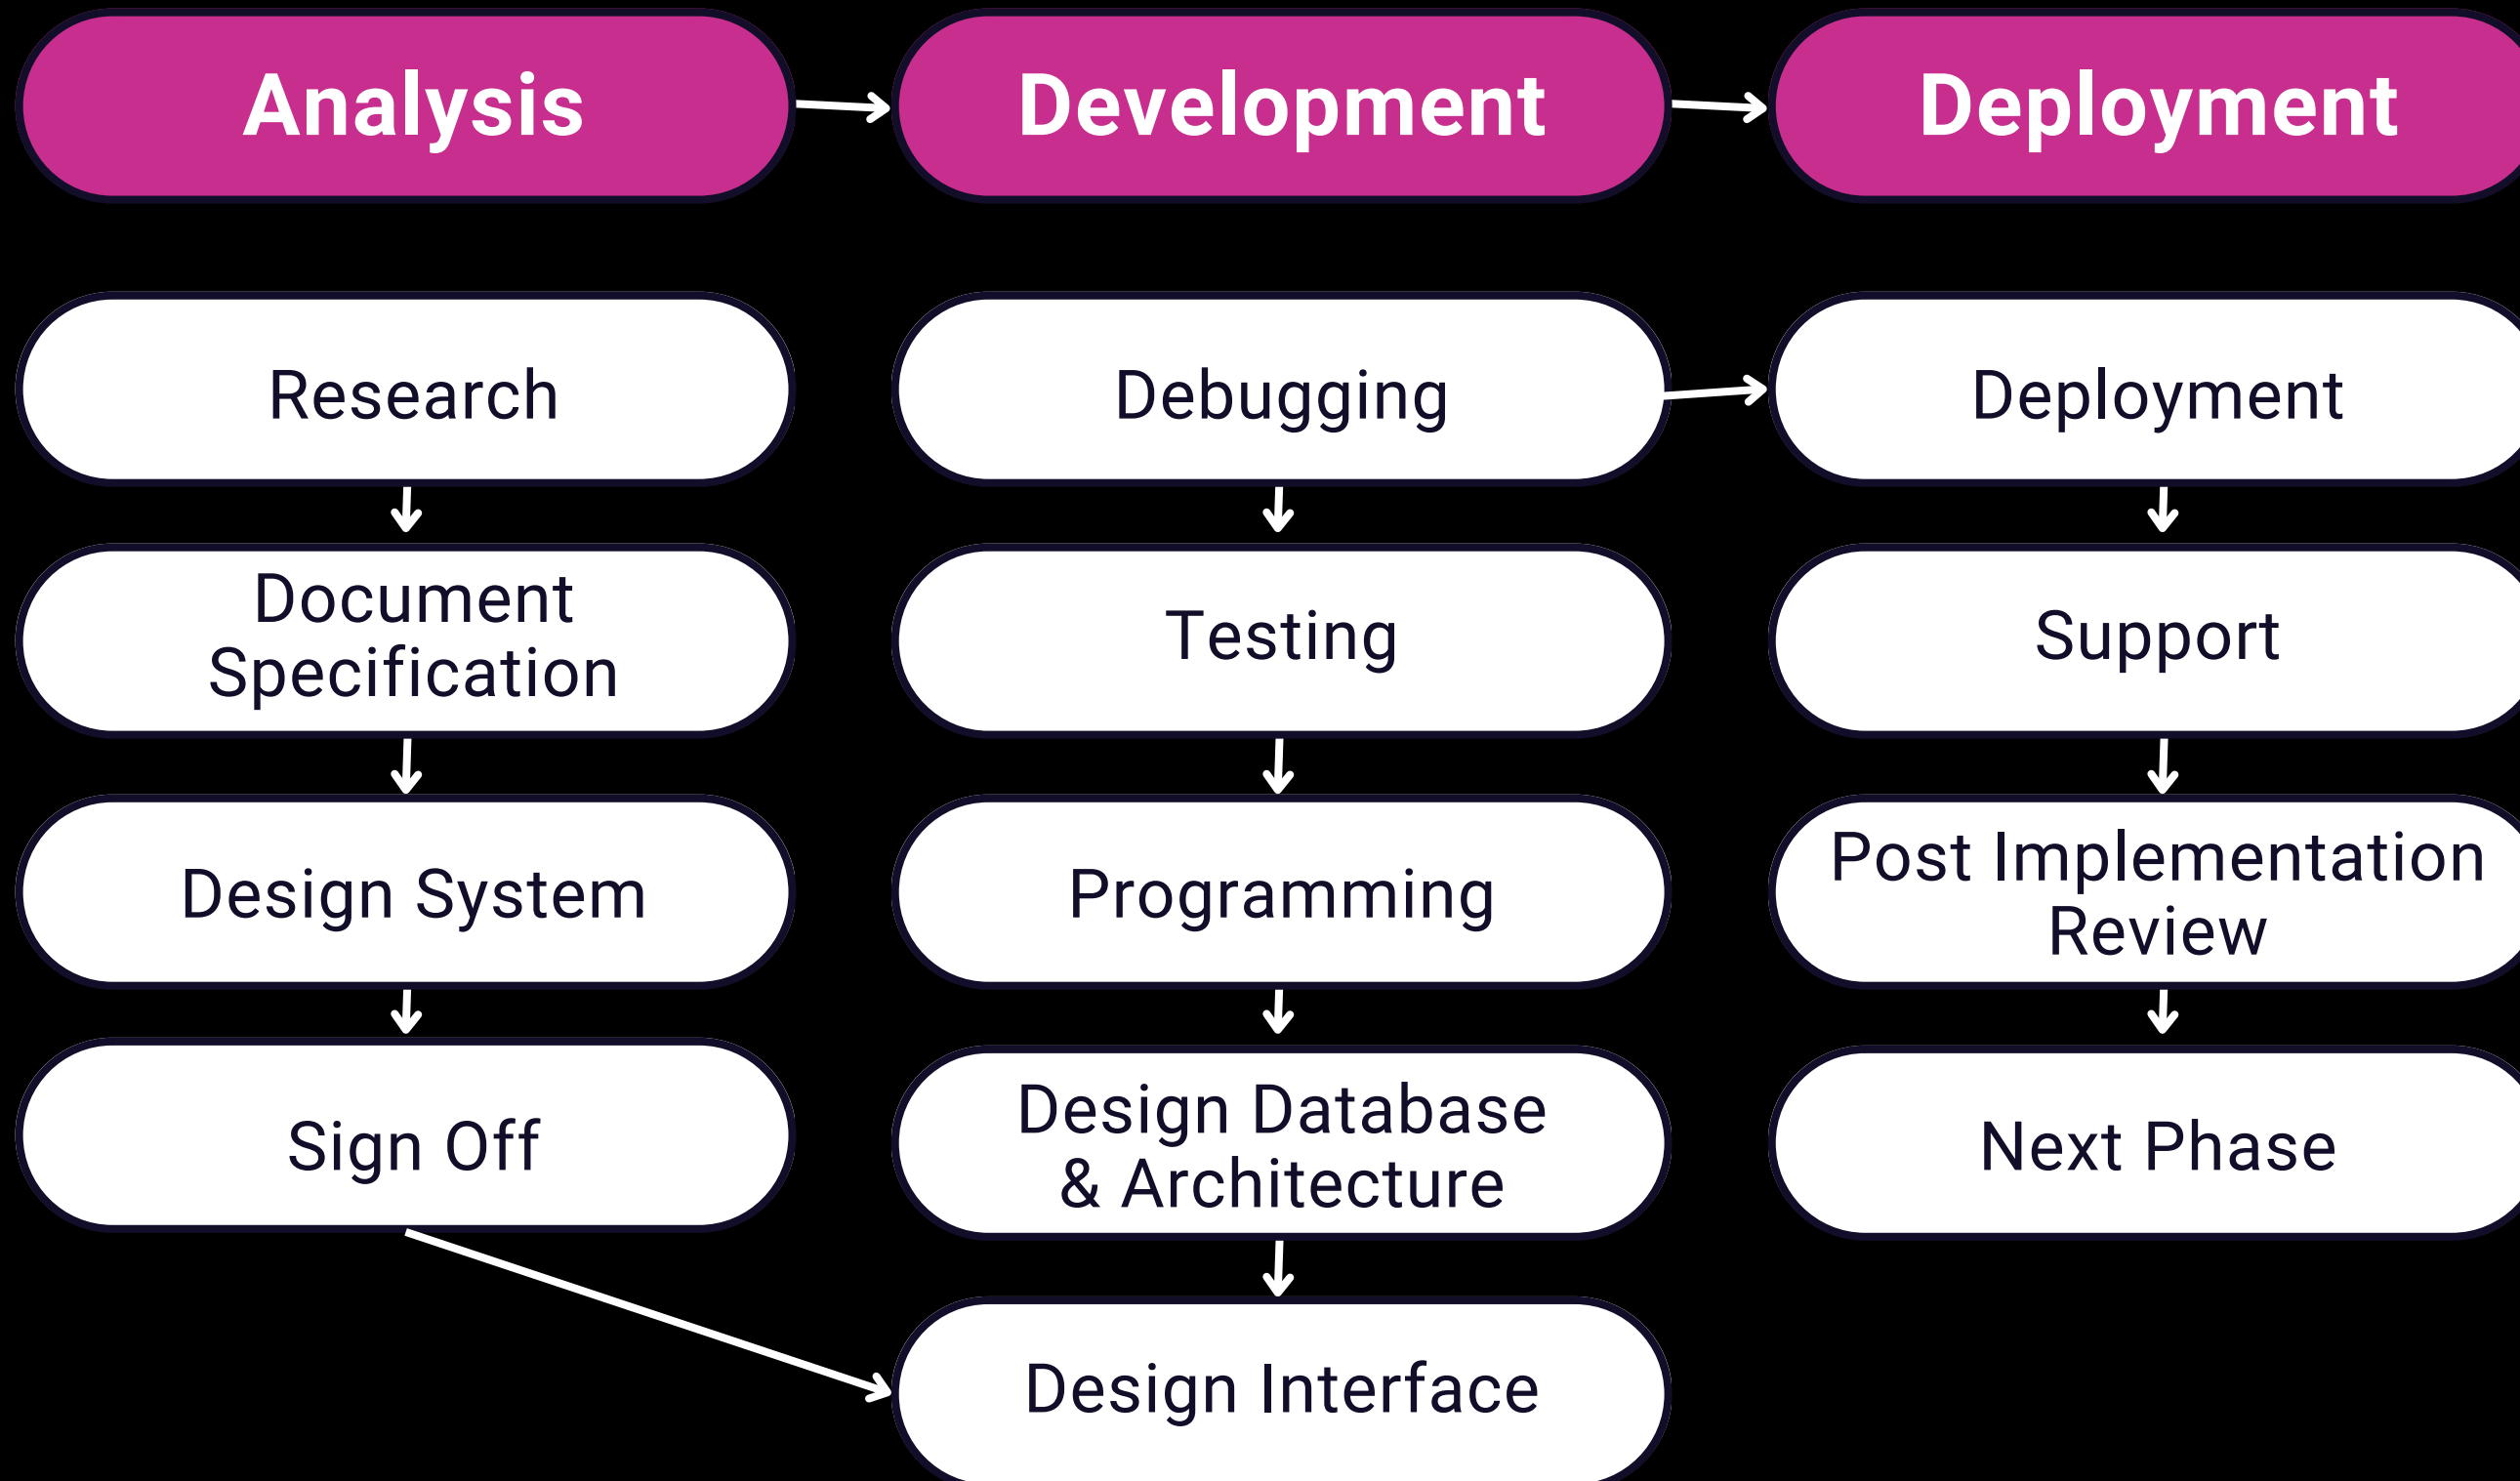 Analysis
Development
Deployment
Research
Debugging
Deployment
Document
Specification
Testing
Support
Design System
Programming
Post Implementation
Review
Sign Off
Design Database
& Architecture
Next Phase
Design Interface